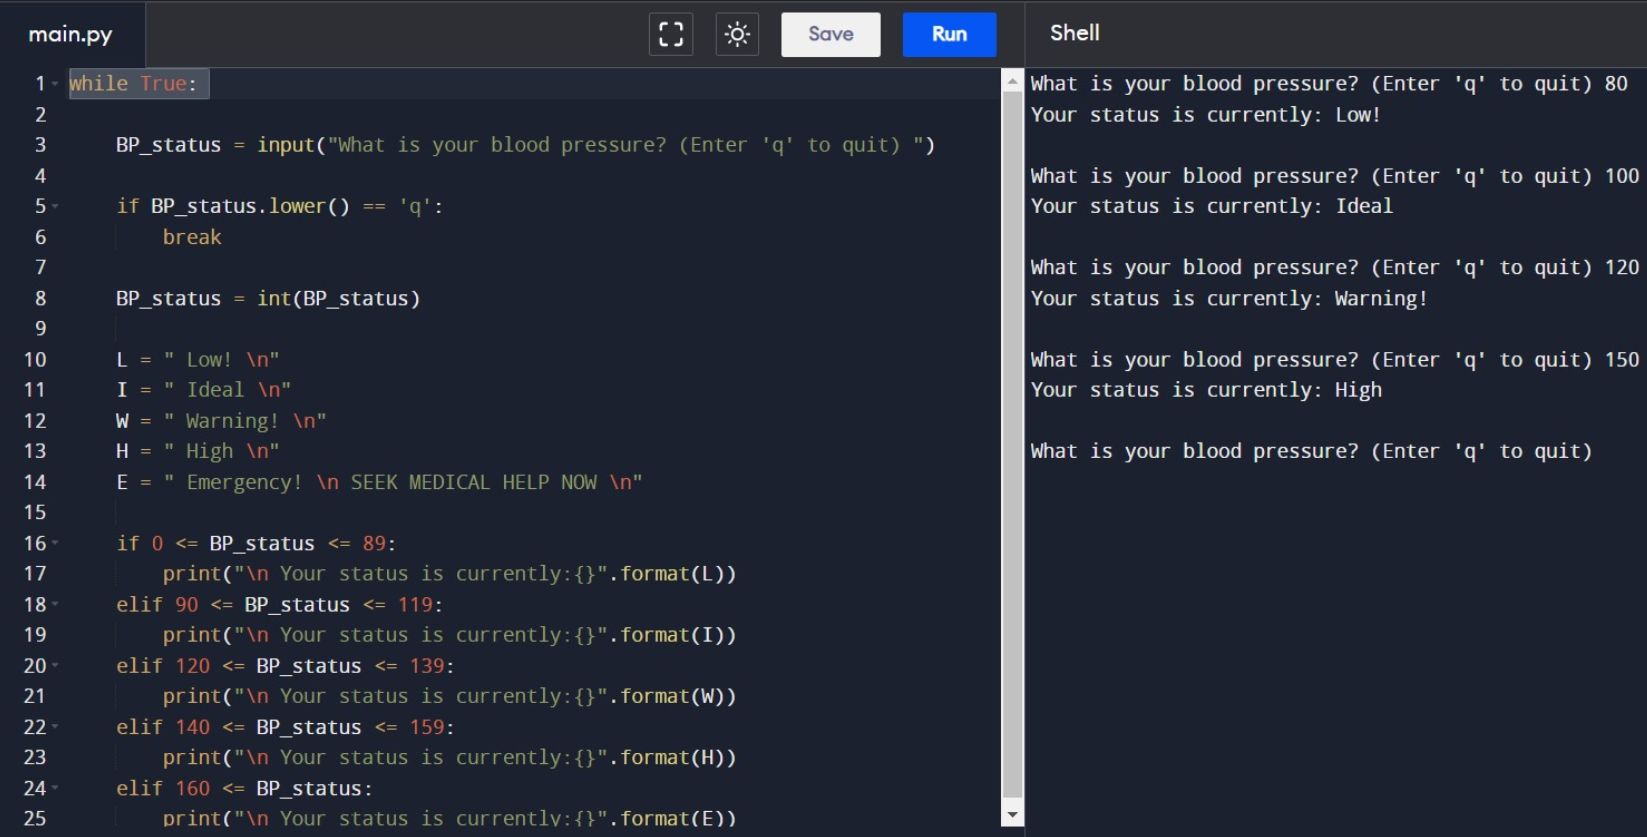 main.py
Save
Run
Shell
1 while True:
2
3     BP_status = input("What is your blood pressure? (Enter 'q' to quit) ")
4
5     if BP_status.lower() == 'q':
6         break
7
8     BP_status = int(BP_status)
9
10     L = " Low! \n"
11     I = " Ideal \n"
12     W = " Warning! \n"
13     H = " High \n"
14     E = " Emergency! \n SEEK MEDICAL HELP NOW \n"
15
16     if 0 <= BP_status <= 89:
17         print("\n Your status is currently:{}".format(L))
18     elif 90 <= BP_status <= 119:
19         print("\n Your status is currently:{}".format(I))
20     elif 120 <= BP_status <= 139:
21         print("\n Your status is currently:{}".format(W))
22     elif 140 <= BP_status <= 159:
23         print("\n Your status is currently:{}".format(H))
24     elif 160 <= BP_status:
25         print("\n Your status is currently:{}".format(E))
What is your blood pressure? (Enter 'q' to quit) 80
Your status is currently: Low!
What is your blood pressure? (Enter 'q' to quit) 100
Your status is currently: Ideal
What is your blood pressure? (Enter 'q' to quit) 120
Your status is currently: Warning!
What is your blood pressure? (Enter 'q' to quit) 150
Your status is currently: High
What is your blood pressure? (Enter 'q' to quit)